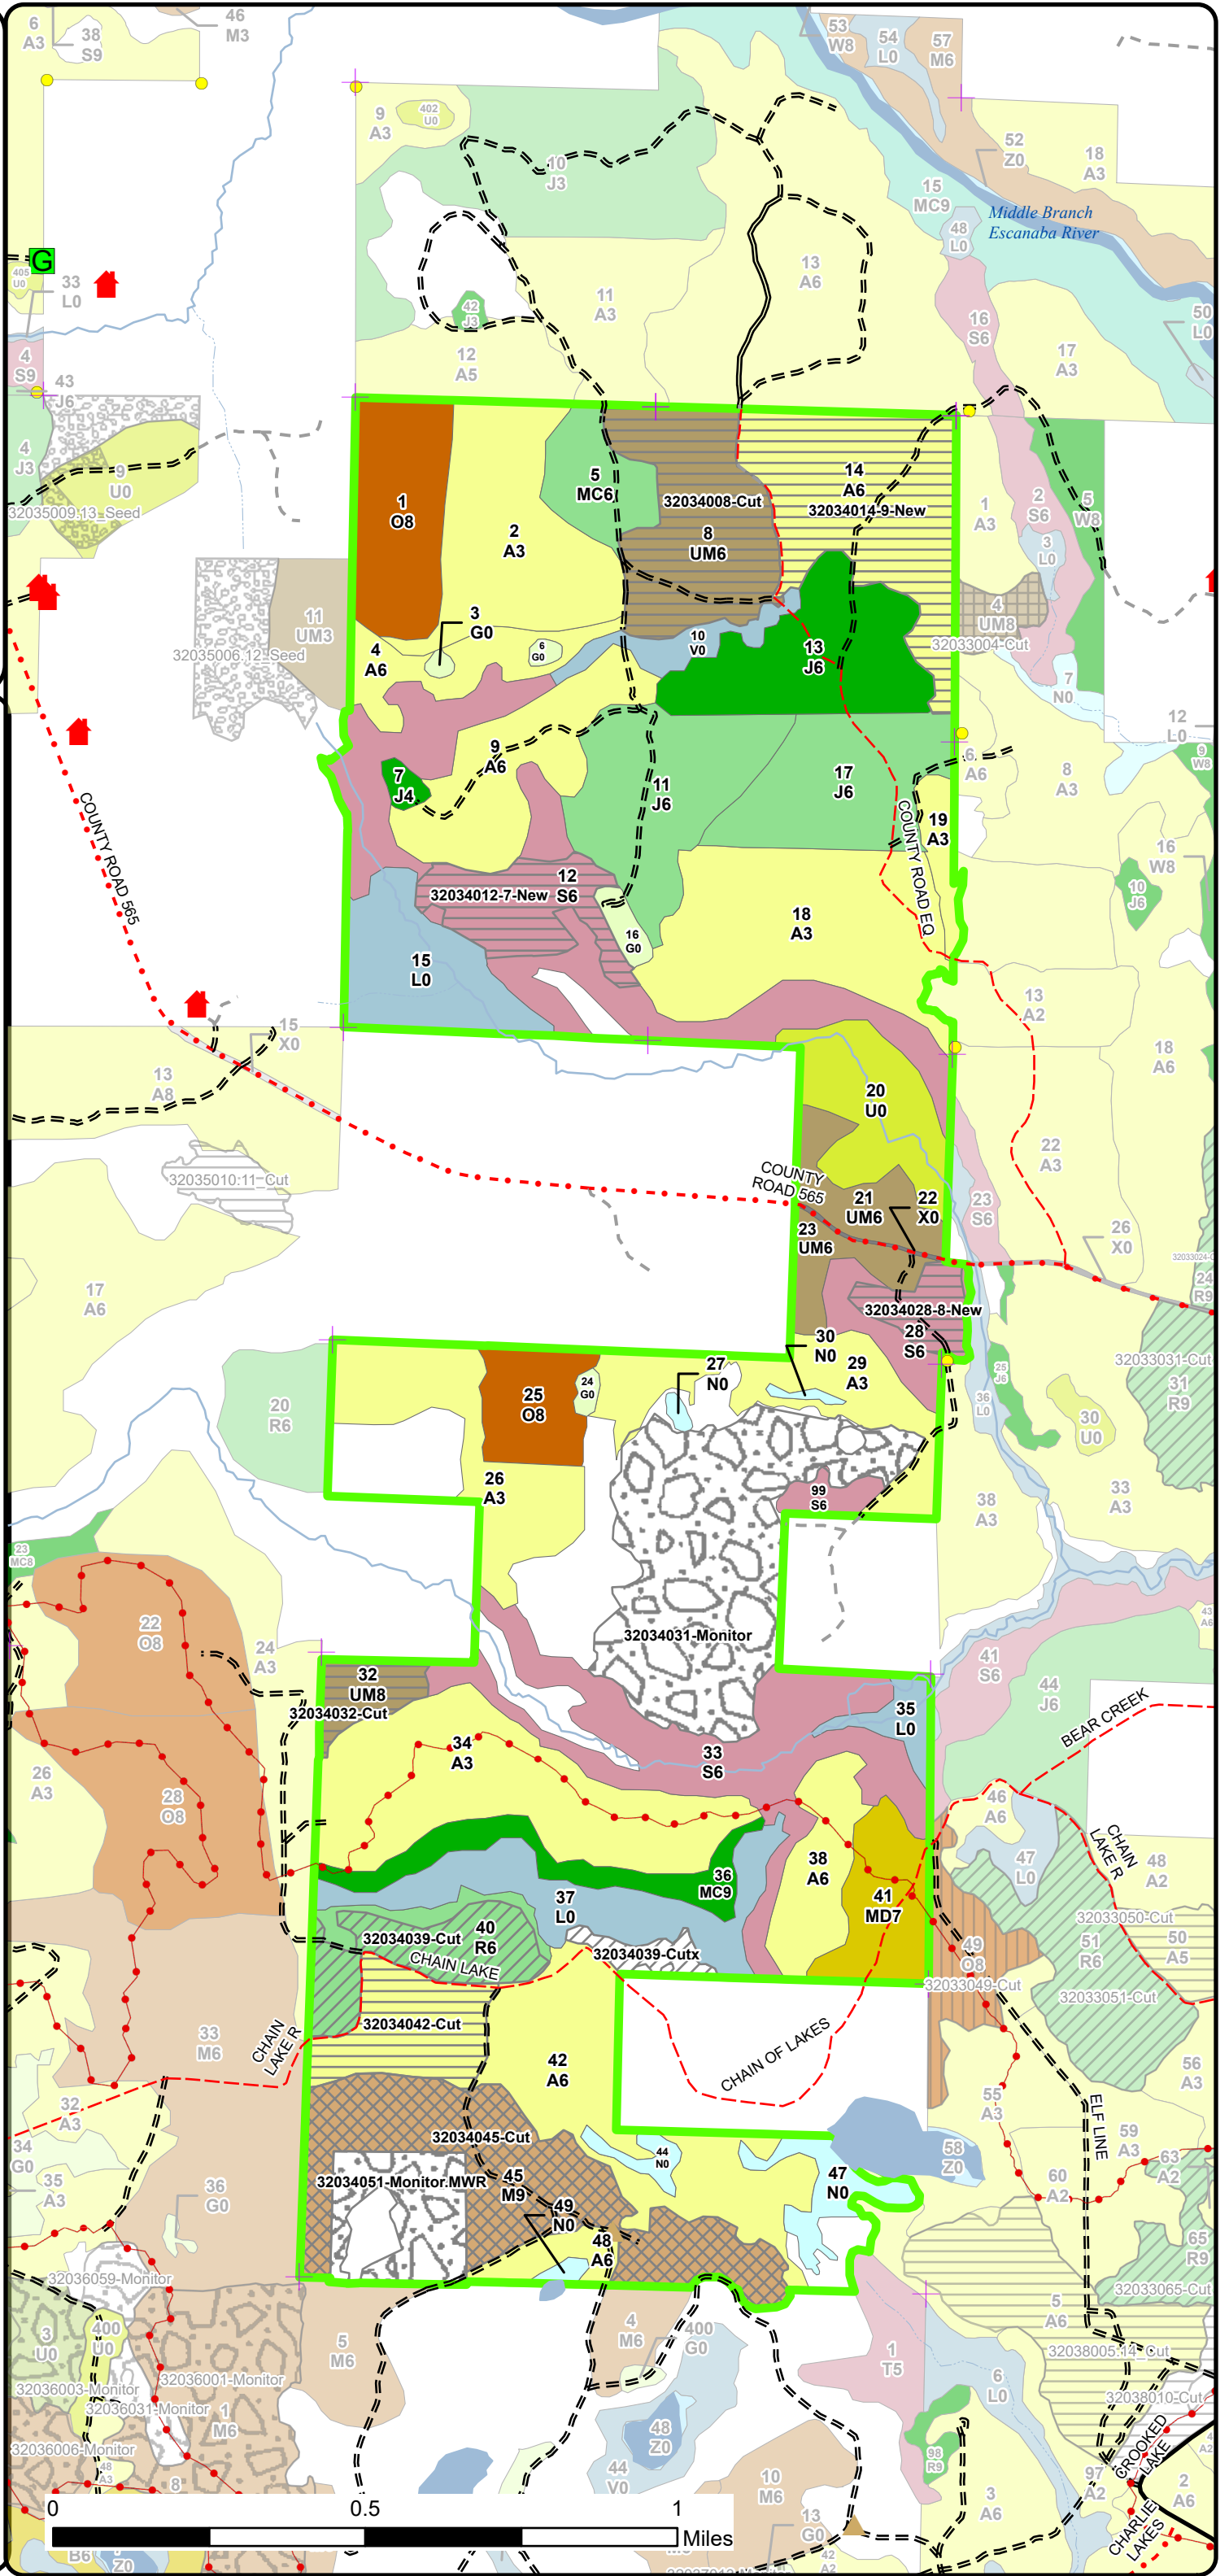 6
A3
38
S9
46
M3
53
W8
54
L0
57
M6
9
A3
402
U0
10
J3
52
Z0
18
A3
15
MC9
48
L0
Middle Branch
Escanaba River
G
405
U0
33
L0
13
A6
11
A3
42
J3
16
S6
50
L0
4
S9
43
J6
12
A5
17
A3
4
J3
9
U0
32035009.13_Seed
1
O8
2
A3
5
MC6
32034008-Cut
8
UM6
14
A6
32034014-9-New
1
A3
2
S6
5
W8
3
L0
11
UM3
32035006.12_Seed
3
G0
4
A6
6
G0
10
V0
13
J6
4
UM8
32033004-Cut
7
N0
12
L0
9
W8
COUNTY ROAD 565
7
J4
9
A6
11
J6
17
J6
6
A6
8
A3
19
A3
COUNTY ROAD EQ
16
W8
10
J6
12
S6
32034012-7-New
16
G0
18
A3
15
L0
13
A2
15
X0
13
A8
18
A6
20
U0
22
A3
32035010:11_Cut
COUNTY
ROAD 565
21
UM6
22
X0
23
UM6
23
S6
26
X0
32033024-C
24
R9
17
A6
32034028-8-New
28
S6
30
N0
29
A3
27
N0
24
G0
25
O8
20
R6
25
J6
36
L0
32033031-Cut
31
R9
30
U0
26
A3
99
S6
38
A3
33
A3
23
MC8
22
O8
24
A3
32034031-Monitor
43
A6
41
S6
44
J6
32
UM8
32034032-Cut
35
L0
BEAR CREEK
34
A3
33
S6
26
A3
28
O8
46
A6
CHAIN
LAKE R
47
L0
48
A2
36
MC9
38
A6
41
MD7
37
L0
32034039-Cut
40
R6
32034039-Cutx
CHAIN LAKE
32033050-Cut
51
R6
50
A5
49
O8
32033049-Cut
32033051-Cut
33
M6
CHAIN
LAKE R
32034042-Cut
42
A6
CHAIN OF LAKES
56
A3
32
A3
55
A3
ELF LINE
59
A3
34
G0
35
A3
36
G0
32034045-Cut
44
N0
58
Z0
63
A2
32034051-Monitor.MWR
45
M9
47
N0
60
A2
49
N0
48
A6
65
R9
32036059-Monitor
32033065-Cut
3
U0
400
U0
5
M6
4
M6
400
G0
1
T5
5
A6
32038005:14_Cut
32036001-Monitor
32036003-Monitor
32036031-Monitor
1
M6
6
L0
32038010-Cut
32036006-Monitor
48
A3
8
48
Z0
44
V0
98
R9
CROOKED
LAKE
97
A2
2
A6
10
M6
3
A6
13
G0
CHARLIE
LAKES
42
A2
0
0.5
1
Miles
B6
Z0